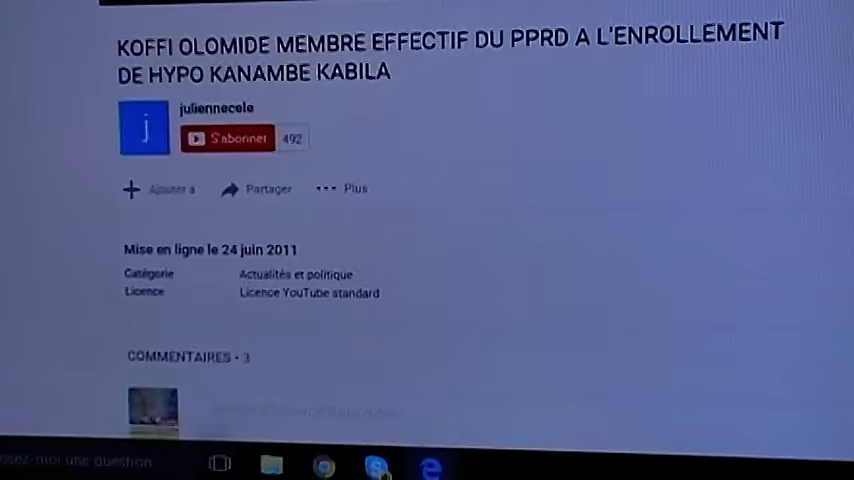 KOFFI OLOMIDE MEMBRE EFFECTIF DU PPRD A L'ENROLLEMENT
DE HYPO KANAMBE KABILA
j
juliennecele
S'abonner 492
Ajouter à Partager Plus
Mise en ligne le 24 juin 2011
Catégorie Actualités et politique
Licence Licence YouTube standard
COMMENTAIRES • 3
osez-moi une question